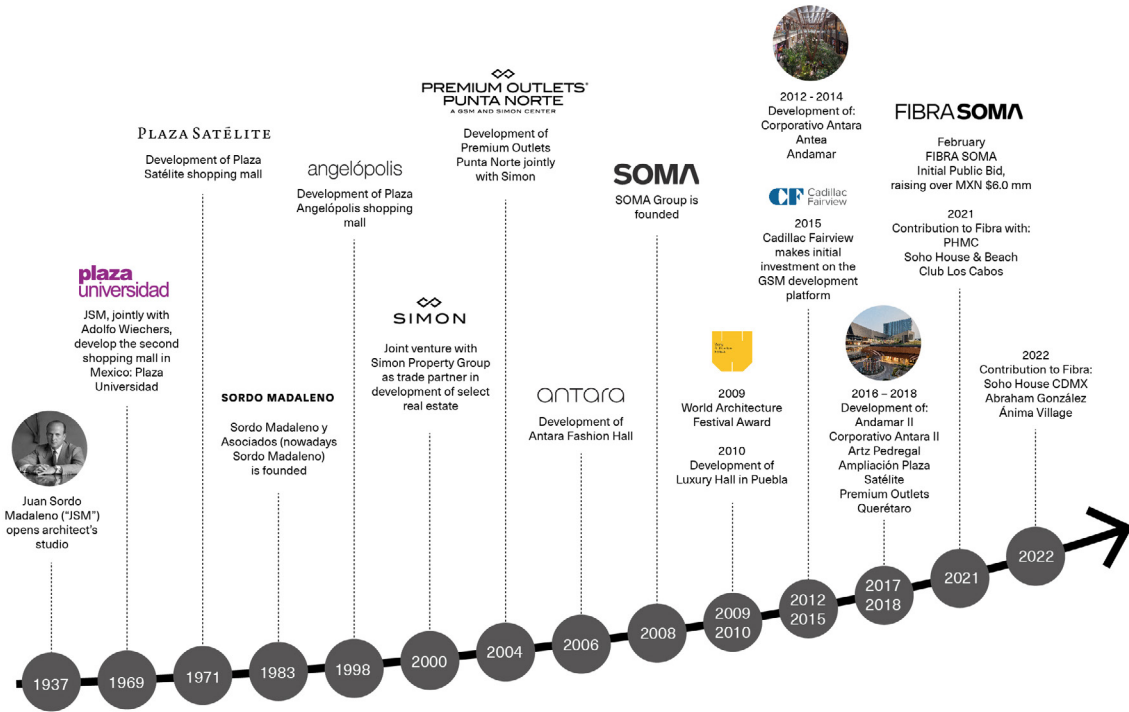 Juan Sordo
Madaleno (“JSM”)
opens architect’s
studio
1937
plaza
universidad
JSM, jointly with
Adolfo Wiechers,
develop the second
shopping mall in
Mexico: Plaza
Universidad
1969
PLAZA SATÉLITE
Development of Plaza
Satélite shopping mall
1971
SORDO MADALENO
Sordo Madaleno y
Asociados (nowadays
Sordo Madaleno)
is founded
1983
angelópolis
Development of Plaza
Angelópolis shopping
mall
1998
SIMON
Joint venture with
Simon Property Group
as trade partner in
development of select
real estate
2000
PREMIUM OUTLETS®
PUNTA NORTE
A GSM AND SIMON CENTER
Development of
Premium Outlets
Punta Norte jointly
with Simon
2004
antara
Development of
Antara Fashion Hall
2006
SOMA
SOMA Group is
founded
2008
2009
World Architecture
Festival Award
2010
Development of
Luxury Hall in Puebla
2009
2010
2012 - 2014
Development of:
Corporativo Antara
Antea
Andamar
CF Cadillac
Fairview
2015
Cadillac Fairview
makes initial
investment on the
GSM development
platform
2012
2015
2016 – 2018
Development of:
Andamar II
Corporativo Antara II
Artz Pedregal
Ampliación Plaza
Satélite
Premium Outlets
Querétaro
2017
2018
FIBRA SOMA
February
FIBRA SOMA
Initial Public Bid,
raising over MXN $6.0 mm
2021
Contribution to Fibra with:
PHMC
Soho House & Beach
Club Los Cabos
2021
2022
Contribution to Fibra:
Soho House CDMX
Abraham González
Ánima Village
2022